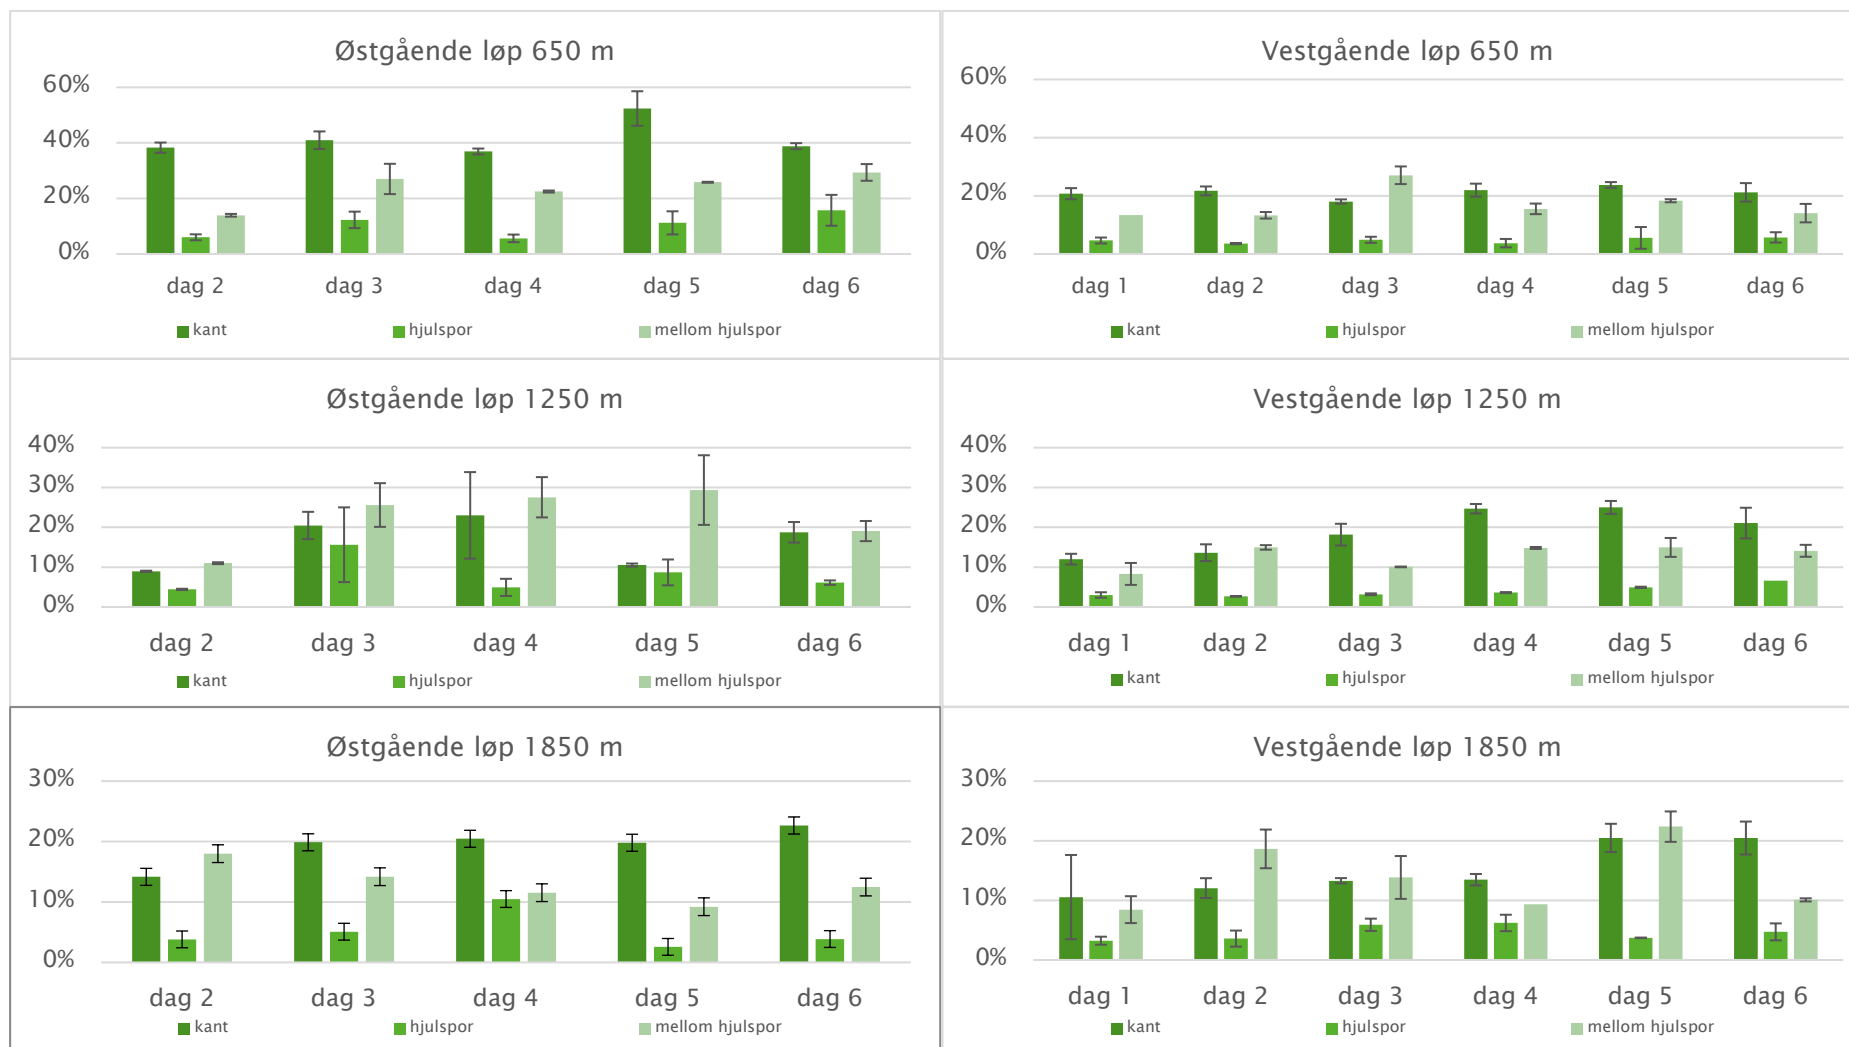 Østgående løp 650 m
60%
40%
20%
0%
dag 2 dag 3 dag 4 dag 5 dag 6
kant hjulspor mellom hjulspor
Vestgående løp 650 m
60%
40%
20%
0%
dag 1 dag 2 dag 3 dag 4 dag 5 dag 6
kant hjulspor mellom hjulspor
Østgående løp 1250 m
40%
30%
20%
10%
0%
dag 2 dag 3 dag 4 dag 5 dag 6
kant hjulspor mellom hjulspor
Vestgående løp 1250 m
40%
30%
20%
10%
0%
dag 1 dag 2 dag 3 dag 4 dag 5 dag 6
kant hjulspor mellom hjulspor
Østgående løp 1850 m
30%
20%
10%
0%
dag 2 dag 3 dag 4 dag 5 dag 6
kant hjulspor mellom hjulspor
Vestgående løp 1850 m
30%
20%
10%
0%
dag 1 dag 2 dag 3 dag 4 dag 5 dag 6
kant hjulspor mellom hjulspor